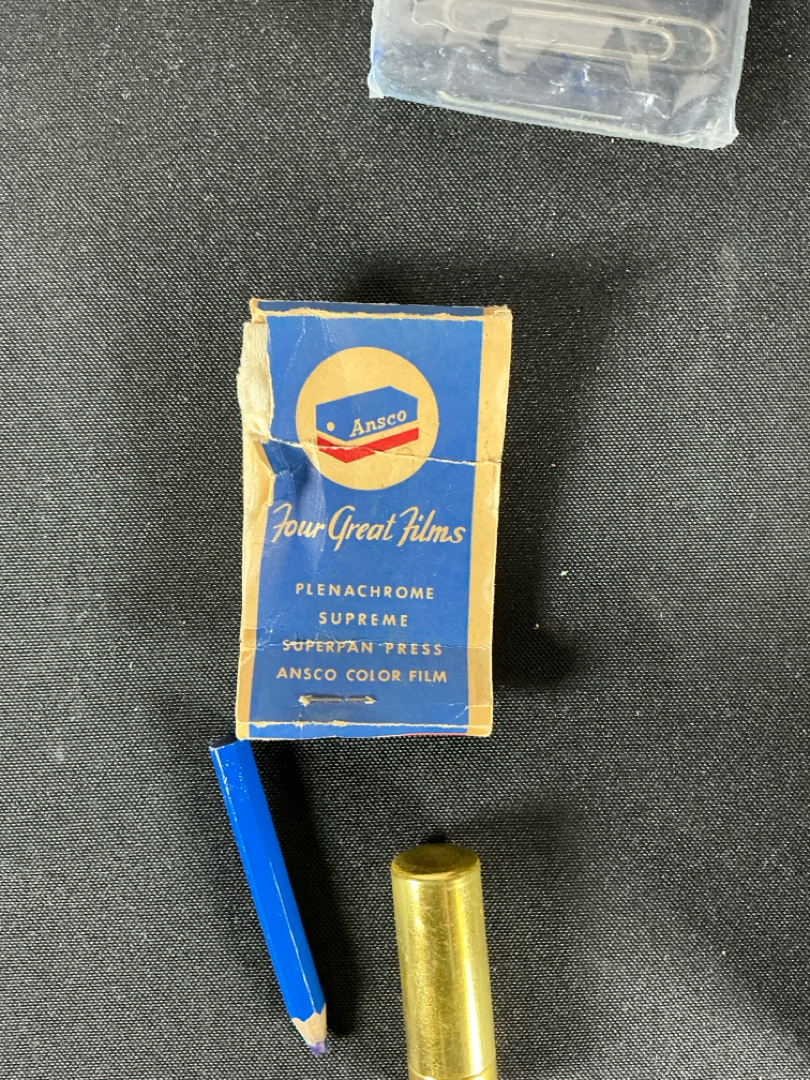 Ansco
Four Great Films
PLENACHROME
SUPREME
SUPERPAN PRESS
ANSCO COLOR FILM